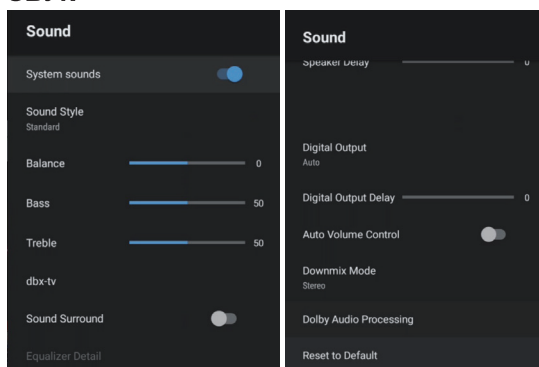 Sound
System sounds
Sound Style
Standard
Balance 0
Bass 50
Treble 50
dbx-tv
Sound Surround
Equalizer Detail
Sound
Speaker Delay 0
Digital Output
Auto
Digital Output Delay 0
Auto Volume Control
Downmix Mode
Stereo
Dolby Audio Processing
Reset to Default